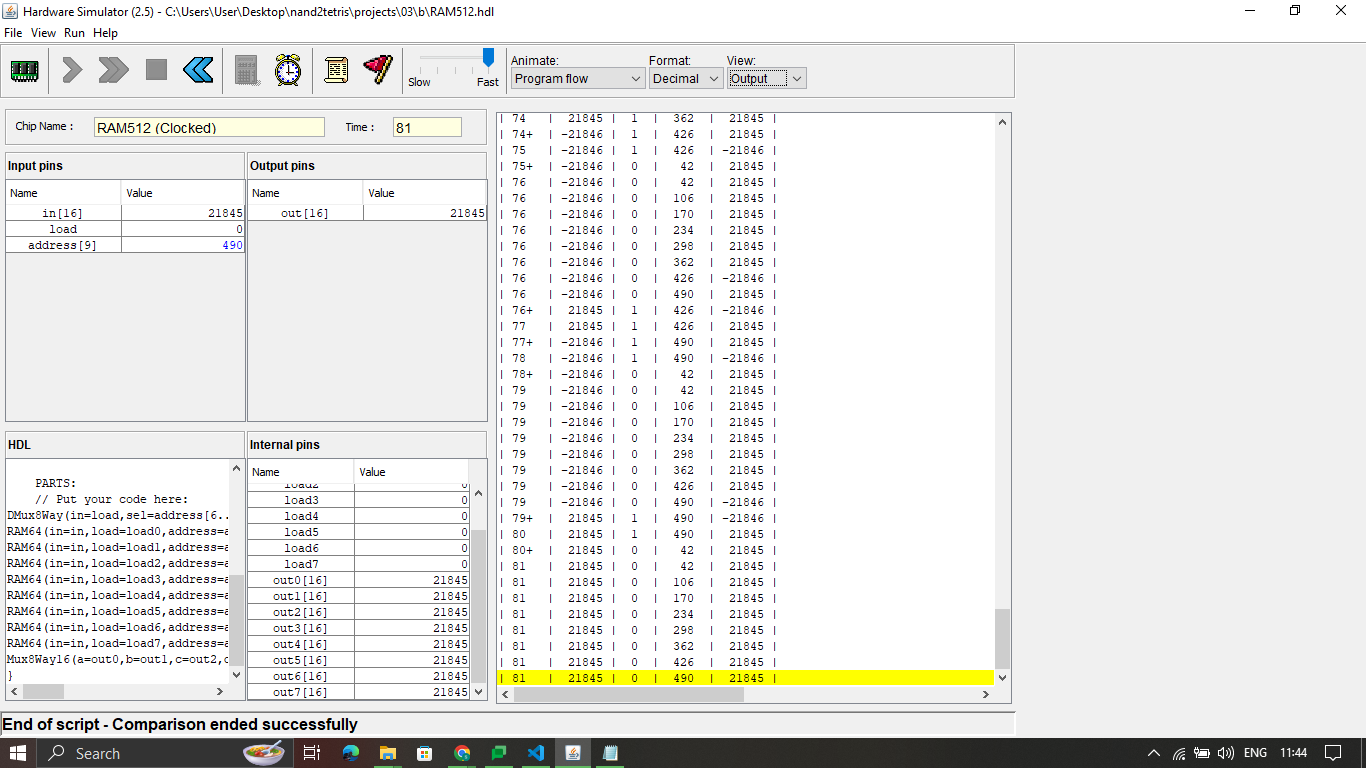 Hardware Simulator (2.5) - C:\Users\User\Desktop\nand2tetris\projects\03\b\RAM512.hdl
File View Run Help
Slow Fast
Animate: Format: View:
Program flow Decimal Output
Chip Name : RAM512 (Clocked) Time : 81
Input pins
Name Value
in[16] 21845
load 0
address[9] 490
Output pins
Name Value
out[16] 21845
HDL
PARTS:
// Put your code here:
DMux8Way(in=load,sel=address[6..
RAM64(in=in,load=load0,address=a
RAM64(in=in,load=load1,address=a
RAM64(in=in,load=load2,address=a
RAM64(in=in,load=load3,address=a
RAM64(in=in,load=load4,address=a
RAM64(in=in,load=load5,address=a
RAM64(in=in,load=load6,address=a
RAM64(in=in,load=load7,address=a
Mux8Way16(a=out0,b=out1,c=out2,
}
Internal pins
Name Value
load2 0
load3 0
load4 0
load5 0
load6 0
load7 0
out0[16] 21845
out1[16] 21845
out2[16] 21845
out3[16] 21845
out4[16] 21845
out5[16] 21845
out6[16] 21845
out7[16] 21845
| 74 | 21845 | 1 | 362 | 21845 |
| 74+ | -21846 | 1 | 426 | 21845 |
| 75 | -21846 | 1 | 426 | -21846 |
| 75+ | -21846 | 0 | 42 | 21845 |
| 76 | -21846 | 0 | 42 | 21845 |
| 76 | -21846 | 0 | 106 | 21845 |
| 76 | -21846 | 0 | 170 | 21845 |
| 76 | -21846 | 0 | 234 | 21845 |
| 76 | -21846 | 0 | 298 | 21845 |
| 76 | -21846 | 0 | 362 | 21845 |
| 76 | -21846 | 0 | 426 | -21846 |
| 76 | -21846 | 0 | 490 | 21845 |
| 76+ | 21845 | 1 | 426 | -21846 |
| 77 | 21845 | 1 | 426 | 21845 |
| 77+ | -21846 | 1 | 490 | 21845 |
| 78 | -21846 | 1 | 490 | -21846 |
| 78+ | -21846 | 0 | 42 | 21845 |
| 79 | -21846 | 0 | 42 | 21845 |
| 79 | -21846 | 0 | 106 | 21845 |
| 79 | -21846 | 0 | 170 | 21845 |
| 79 | -21846 | 0 | 234 | 21845 |
| 79 | -21846 | 0 | 298 | 21845 |
| 79 | -21846 | 0 | 362 | 21845 |
| 79 | -21846 | 0 | 426 | 21845 |
| 79 | -21846 | 0 | 490 | -21846 |
| 79+ | 21845 | 1 | 490 | -21846 |
| 80 | 21845 | 1 | 490 | 21845 |
| 80+ | 21845 | 0 | 42 | 21845 |
| 81 | 21845 | 0 | 42 | 21845 |
| 81 | 21845 | 0 | 106 | 21845 |
| 81 | 21845 | 0 | 170 | 21845 |
| 81 | 21845 | 0 | 234 | 21845 |
| 81 | 21845 | 0 | 298 | 21845 |
| 81 | 21845 | 0 | 362 | 21845 |
| 81 | 21845 | 0 | 426 | 21845 |
| 81 | 21845 | 0 | 490 | 21845 |
End of script - Comparison ended successfully
Search ENG 11:44